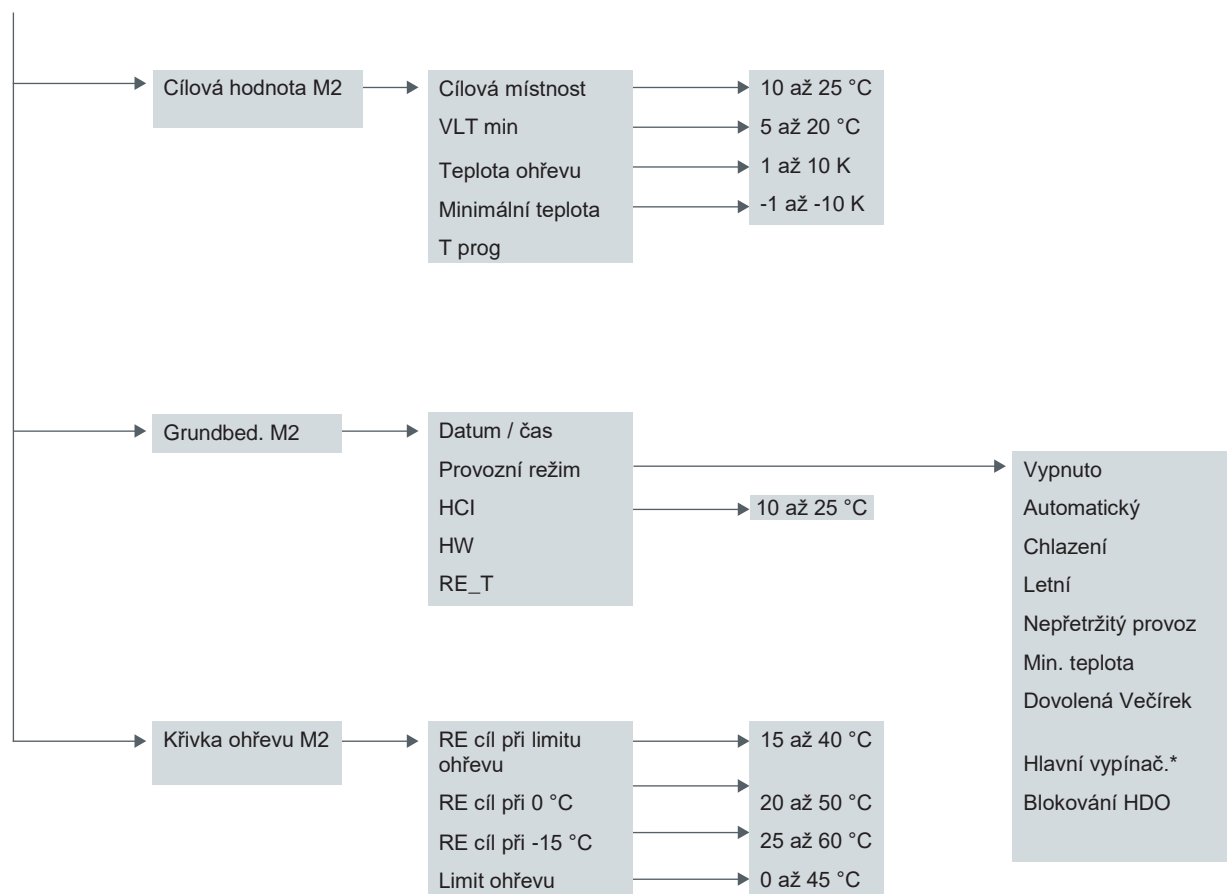 Cílová hodnota M2
Cílová místnost
10 až 25 °C
VLT min
5 až 20 °C
Teplota ohřevu
1 až 10 K
Minimální teplota
-1 až -10 K
T prog
Grundbed. M2
Datum / čas
Provozní režim
HCI
10 až 25 °C
HW
RE_T
Vypnuto
Automatický
Chlazení
Letní
Nepřetržitý provoz
Min. teplota
Dovolená Večírek
Hlavní vypínač.*
Blokování HDO
Křivka ohřevu M2
RE cíl při limitu
ohřevu
15 až 40 °C
RE cíl při 0 °C
20 až 50 °C
RE cíl při -15 °C
25 až 60 °C
Limit ohřevu
0 až 45 °C